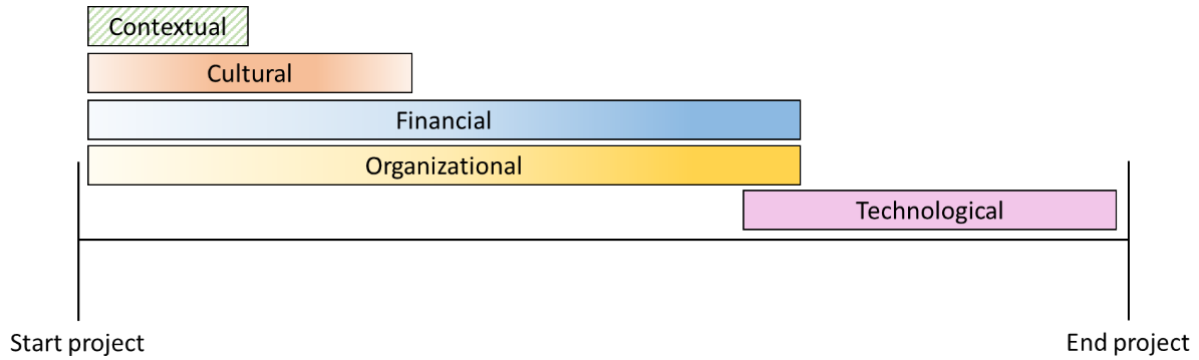 Contextual
Cultural
Financial
Organizational
Technological
Start project
End project